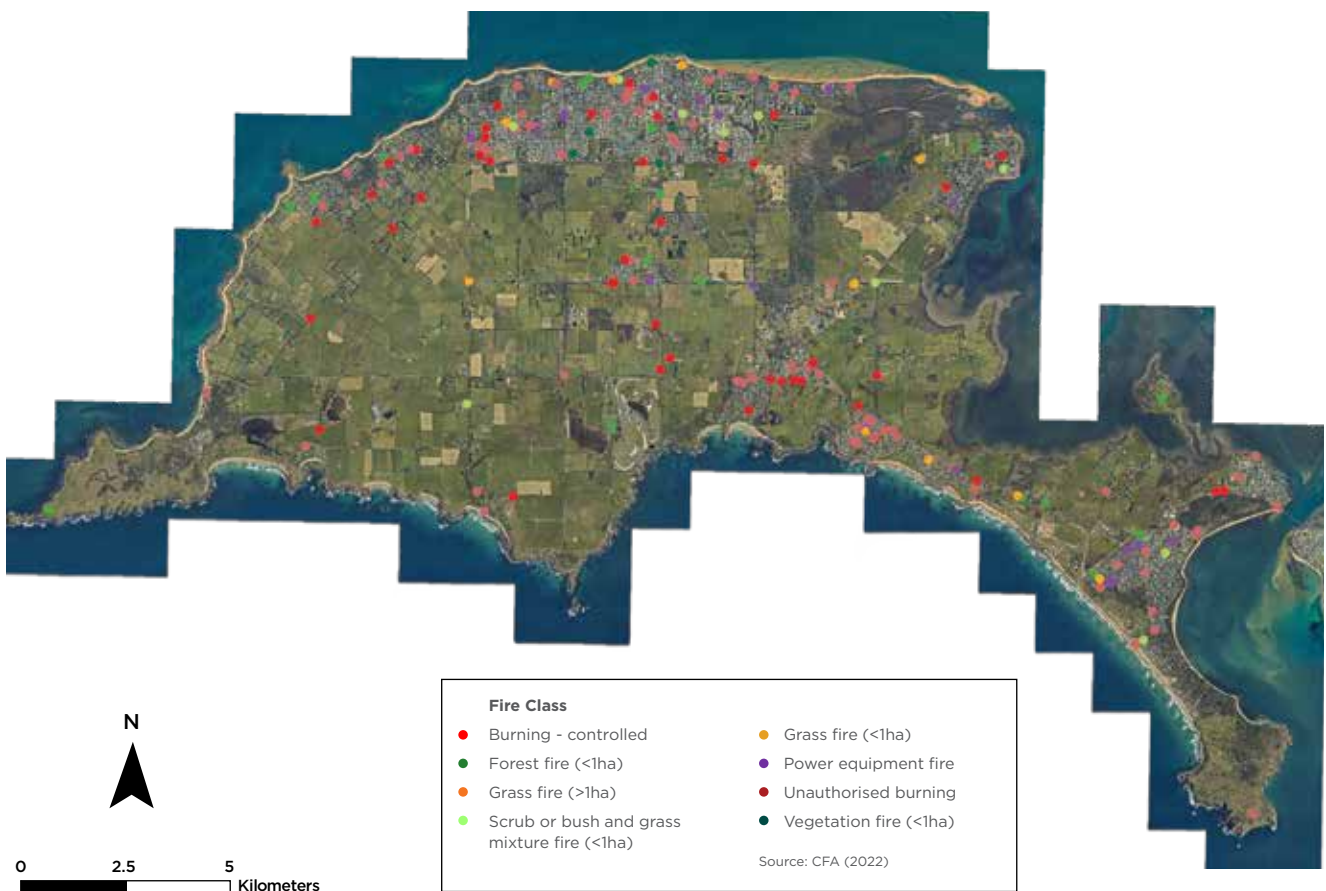 N
0 2.5 5
Kilometers
Fire Class
Burning - controlled
Forest fire (<1ha)
Grass fire (>1ha)
Scrub or bush and grass
mixture fire (<1ha)
Grass fire (<1ha)
Power equipment fire
Unauthorised burning
Vegetation fire (<1ha)
Source: CFA (2022)